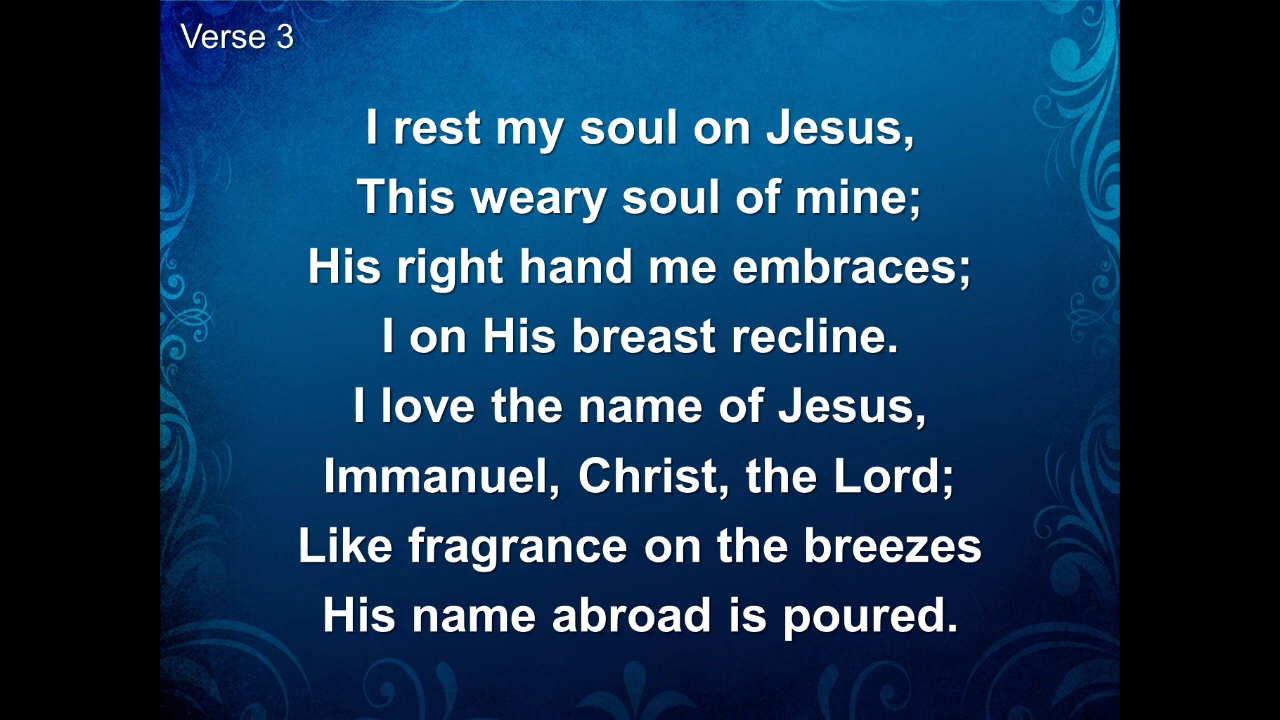 Verse 3
I rest my soul on Jesus,
This weary soul of mine;
His right hand me embraces;
I on His breast recline.
I love the name of Jesus,
Immanuel, Christ, the Lord;
Like fragrance on the breezes
His name abroad is poured.